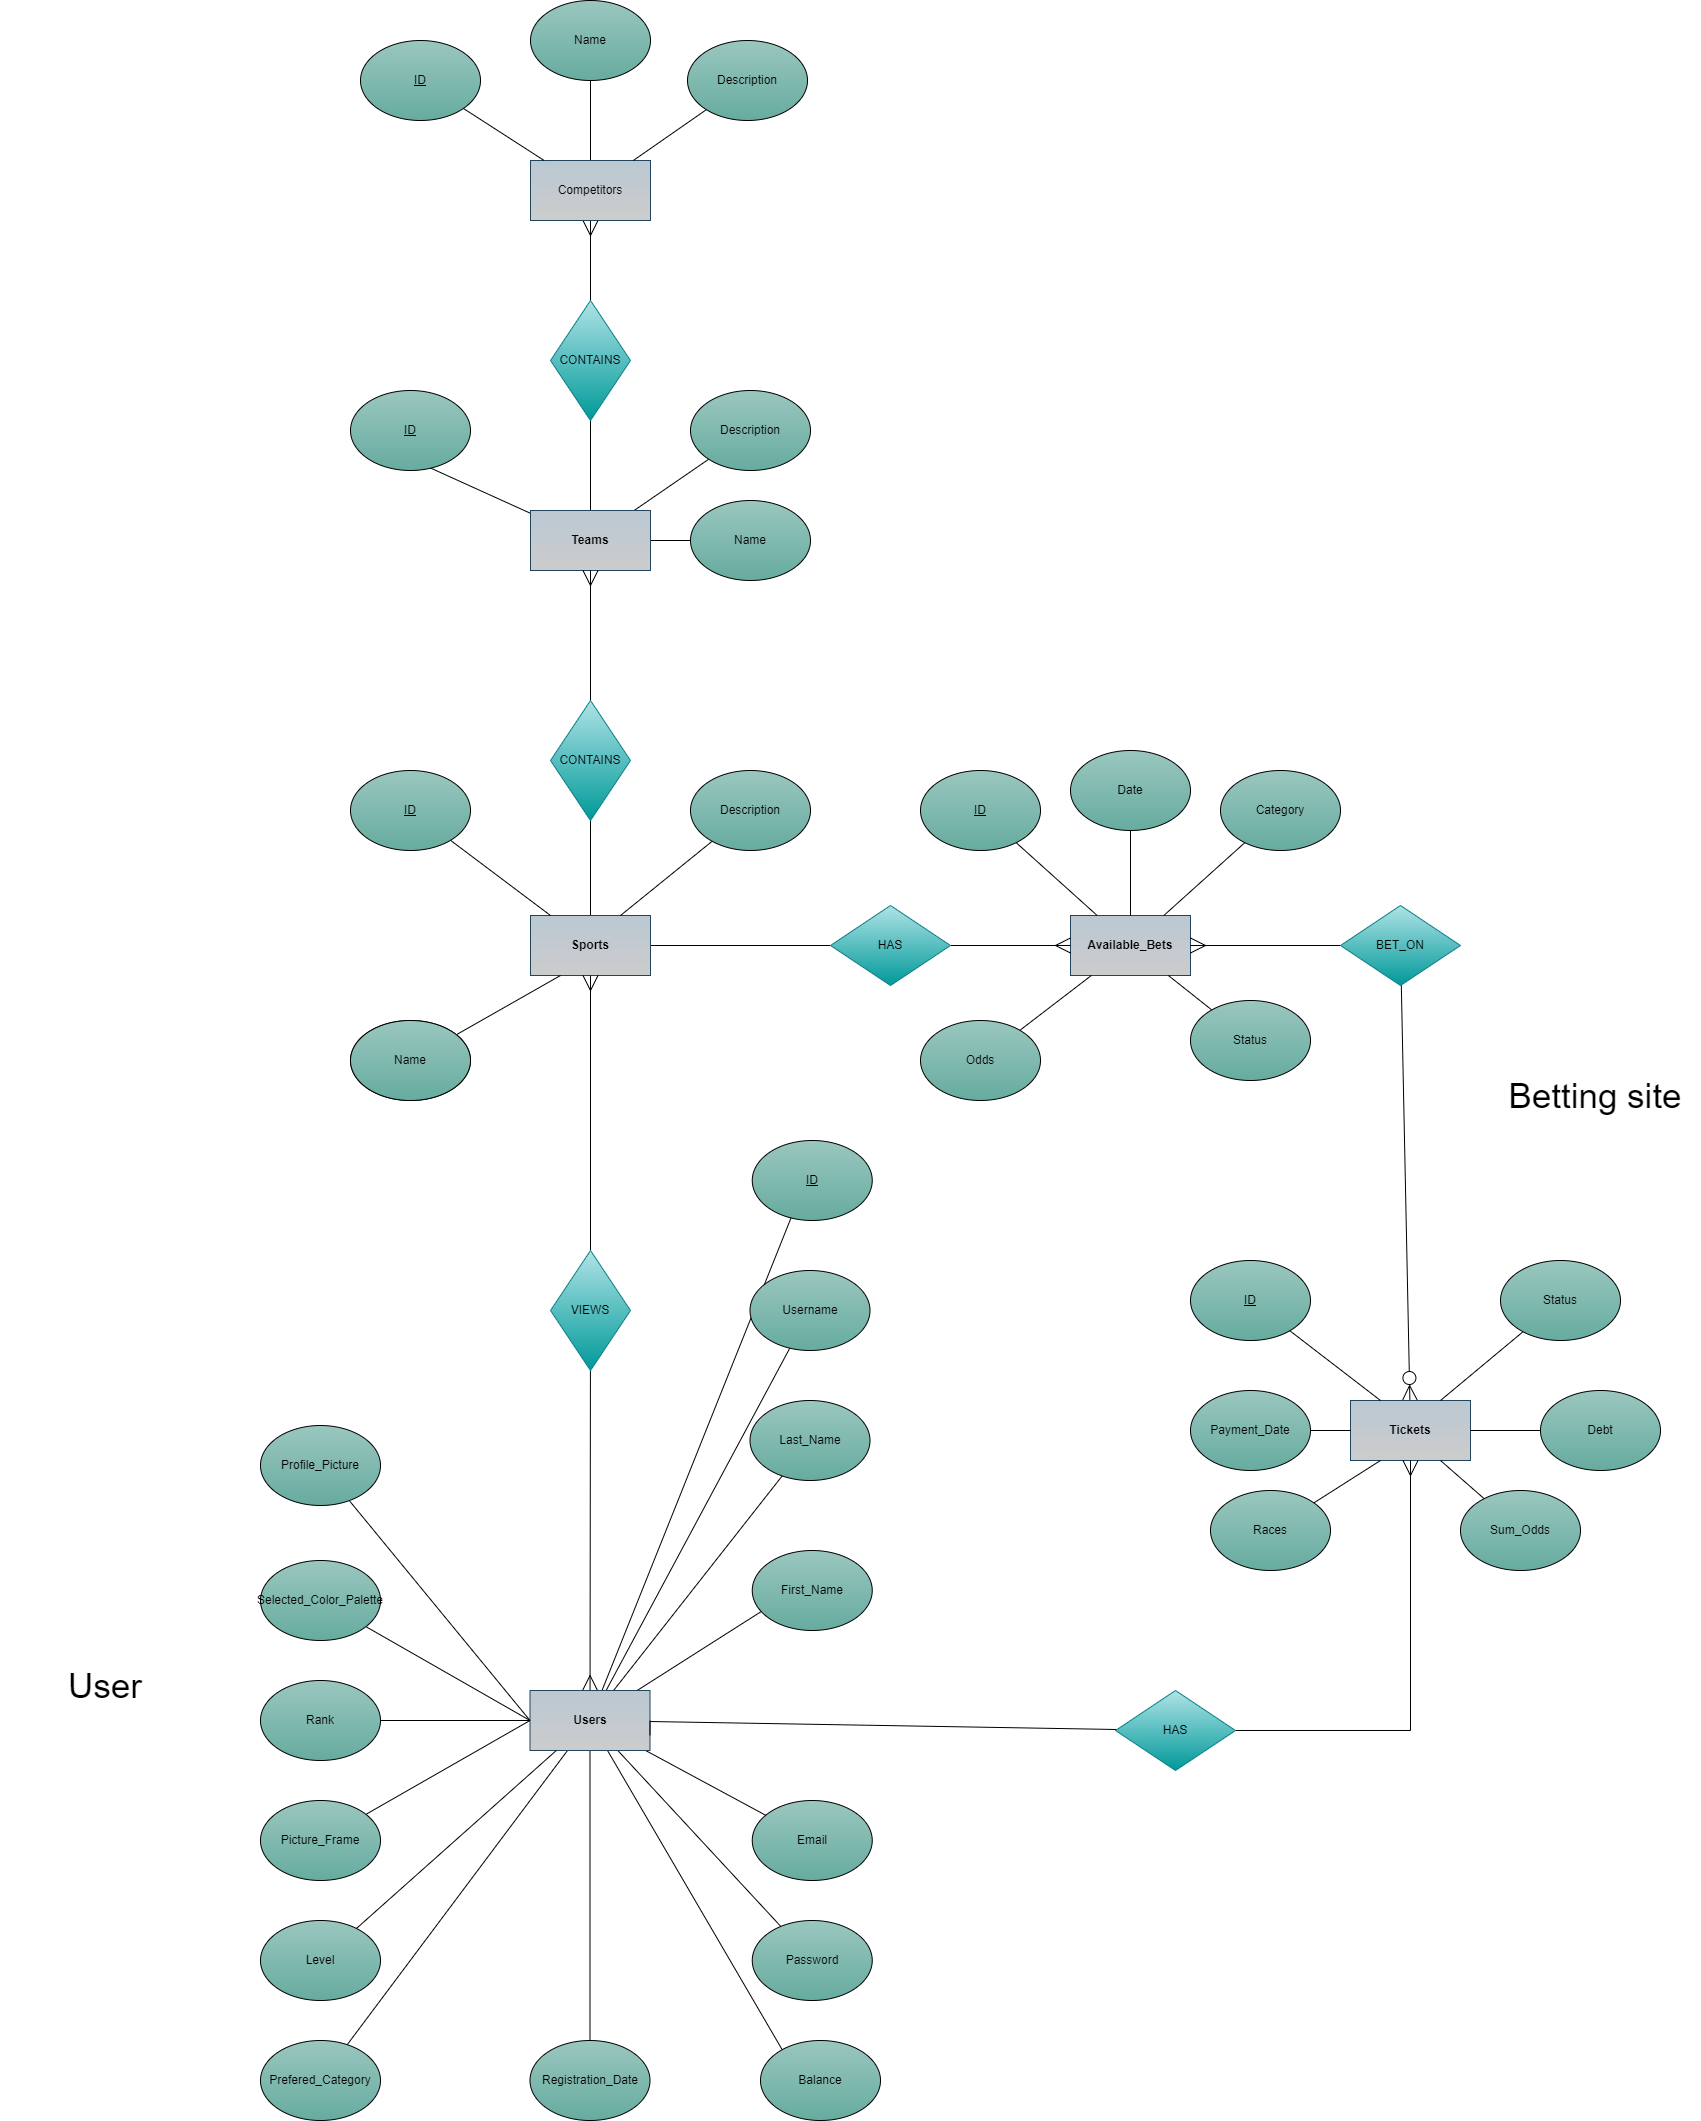 Name
ID
Description
Competitors
CONTAINS
ID
Description
Teams
Name
CONTAINS
ID
Description
ID
Date
Category
Sports
HAS
Available_Bets
BET_ON
Name
Odds
Status
Betting site
ID
VIEWS
Username
ID
Status
Last_Name
Payment_Date
Tickets
Debt
Profile_Picture
Races
Sum_Odds
First_Name
Selected_Color_Palette
User
Rank
Users
HAS
Picture_Frame
Email
Level
Password
Prefered_Category
Registration_Date
Balance